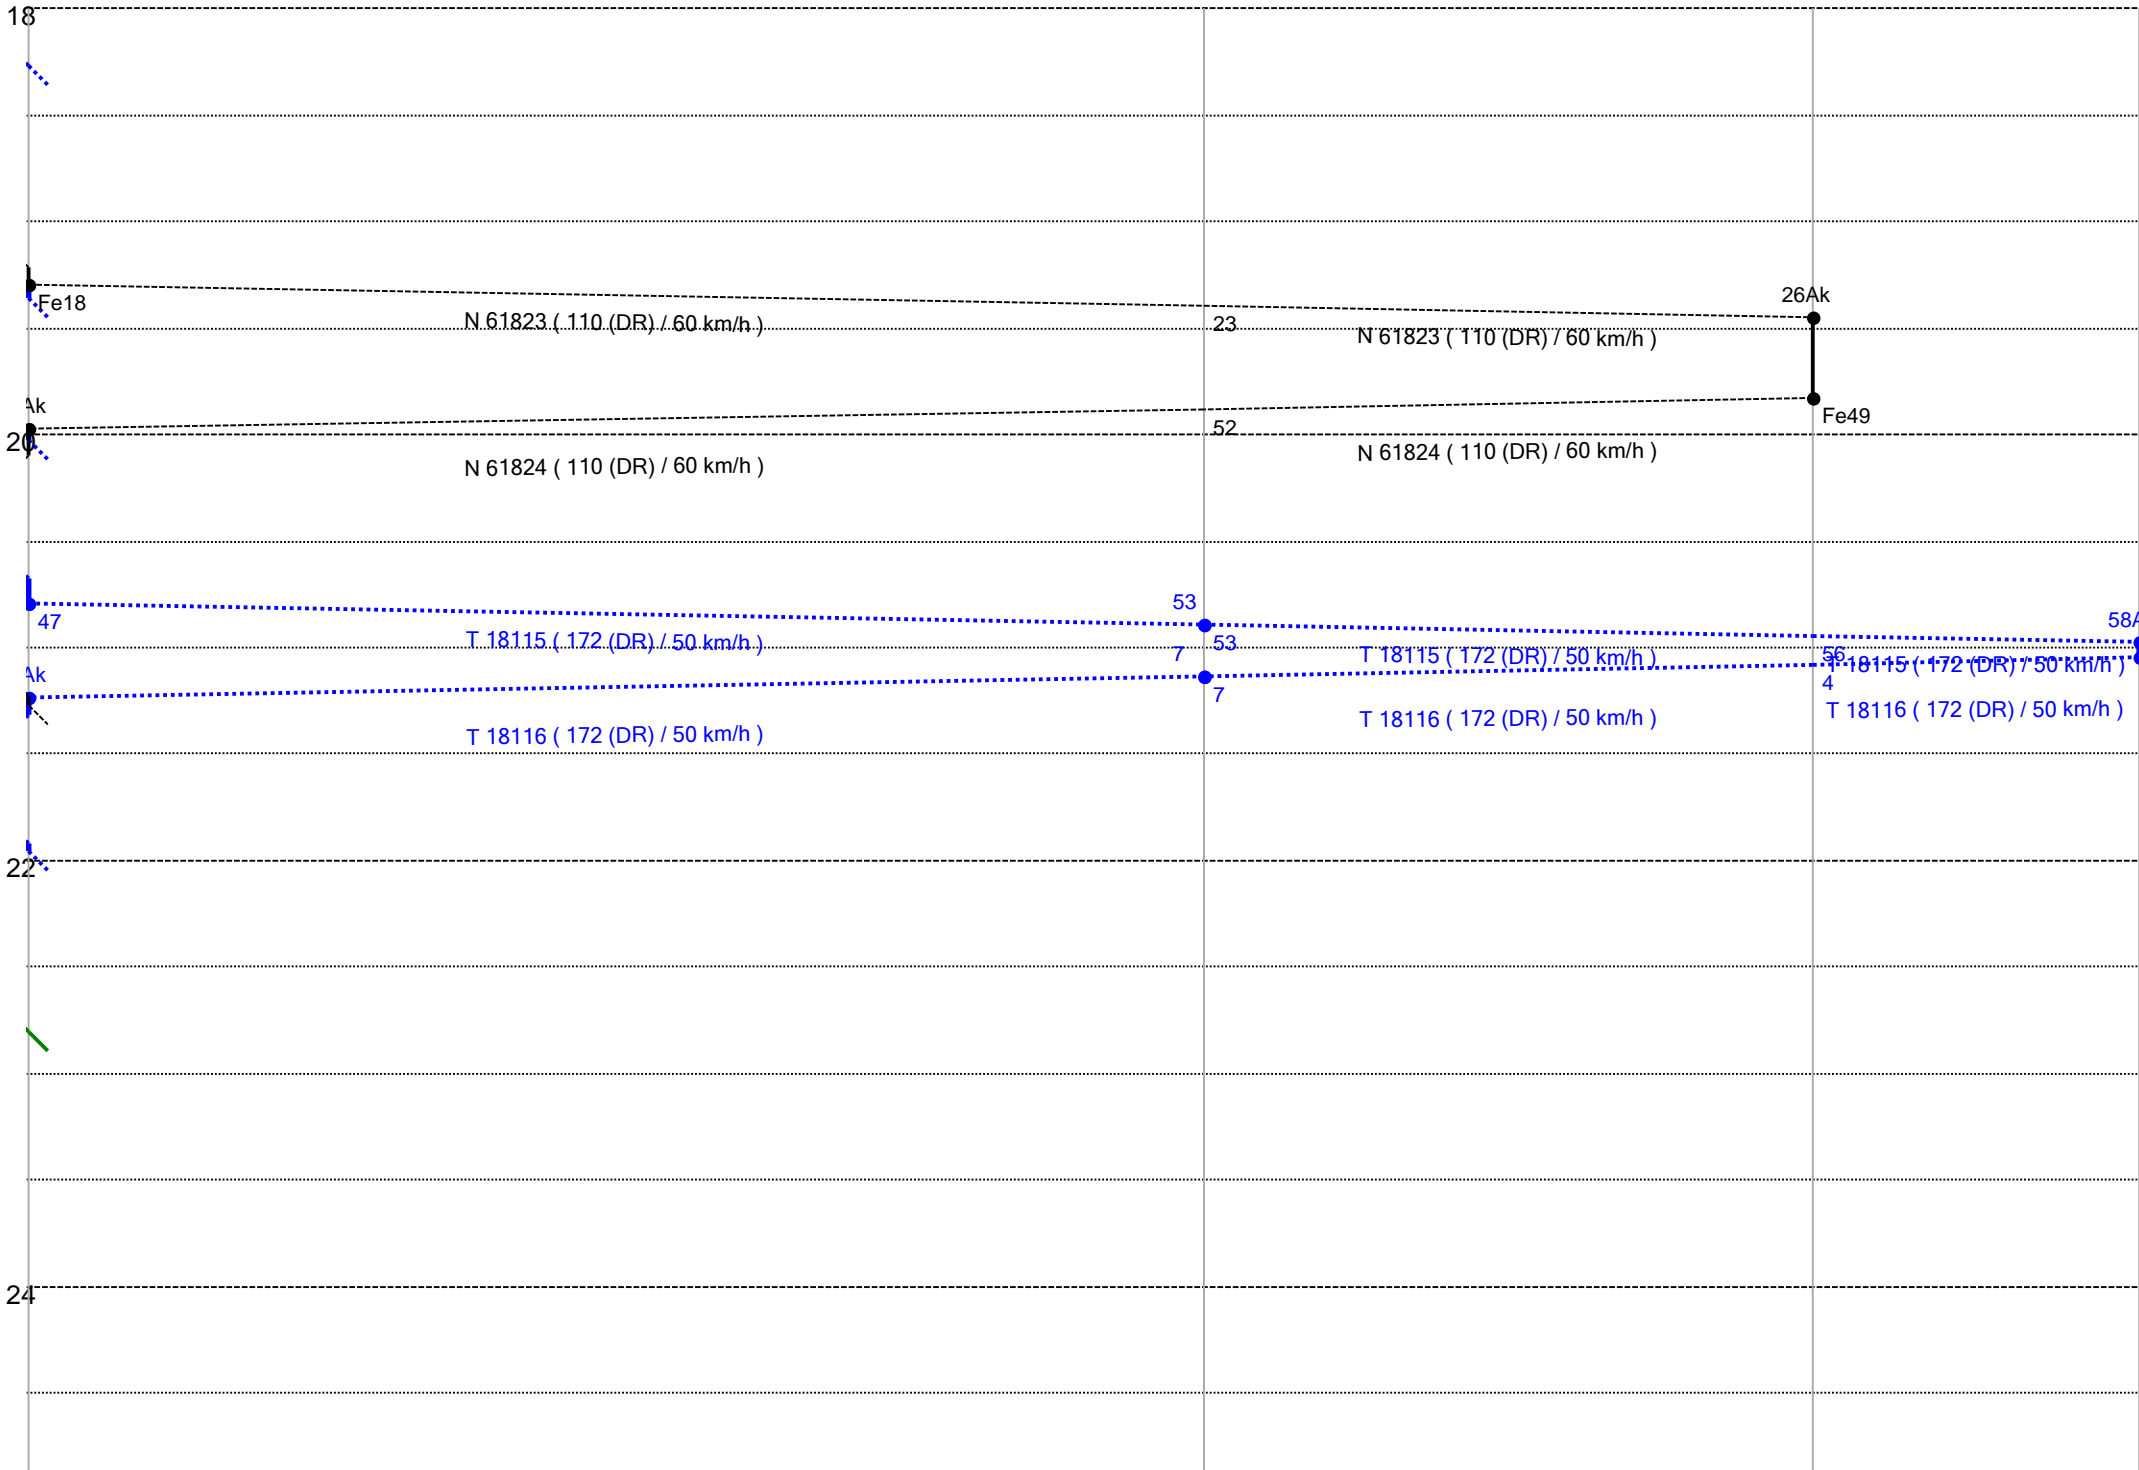 18
26Ak
Fe18
N 61823 ( 110 (DR) / 60 km/h )
23
N 61823 ( 110 (DR) / 60 km/h )
Ak
Fe49
20
52
N 61824 ( 110 (DR) / 60 km/h )
N 61824 ( 110 (DR) / 60 km/h )
53
47
58A
T 18115 ( 172 (DR) / 50 km/h )
53
7
T 18115 ( 172 (DR) / 50 km/h )
56
T 18115 ( 172 (DR) / 50 km/h )
Ak
4
7
T 18116 ( 172 (DR) / 50 km/h )
T 18116 ( 172 (DR) / 50 km/h )
T 18116 ( 172 (DR) / 50 km/h )
22
24